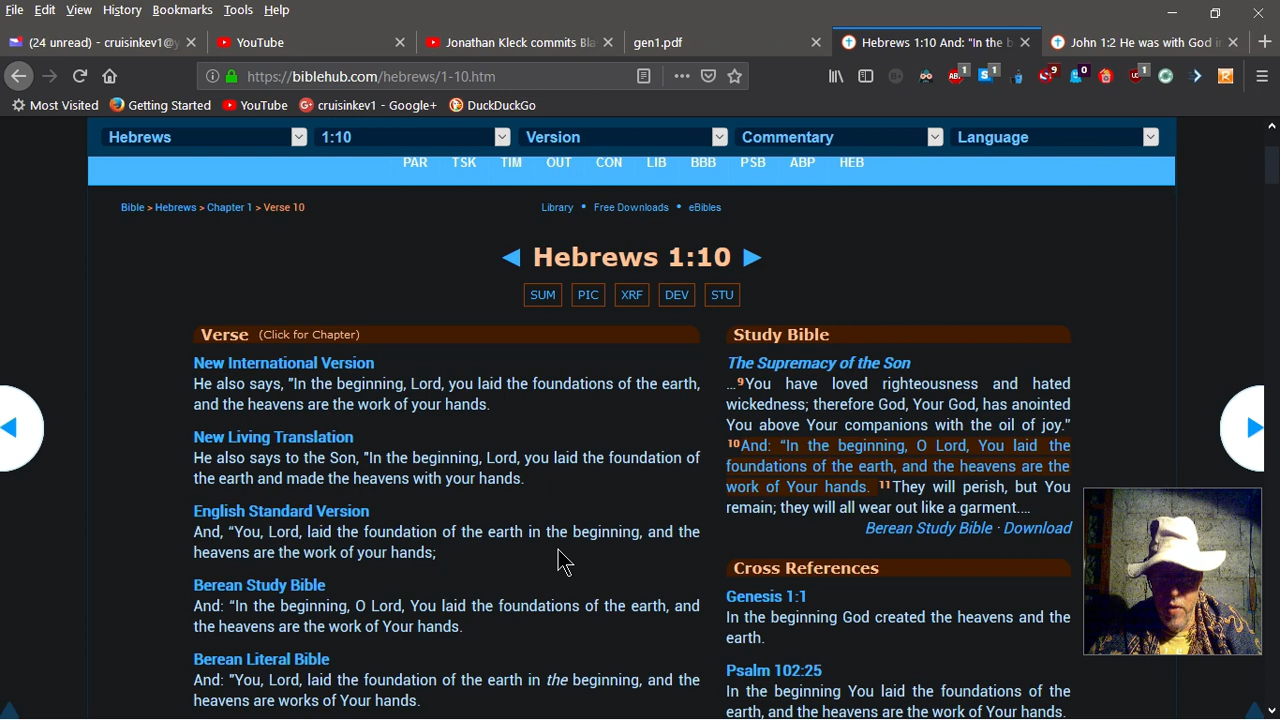 File Edit View History Bookmarks Tools Help
(24 unread) - cruisinkev1@y
YouTube
Jonathan Kleck commits Bla
gen1.pdf
Hebrews 1:10 And: "In the b
John 1:2 He was with God i
https://biblehub.com/hebrews/1-10.htm
Most Visited Getting Started YouTube cruisinkev1 - Google+ DuckDuckGo
Hebrews 1:10 Version Commentary Language
PAR TSK TIM OUT CON LIB BBB PSB ABP HEB
Bible > Hebrews > Chapter 1 > Verse 10
Library • Free Downloads • eBibles
◄ Hebrews 1:10 ►
SUM PIC XRF DEV STU
Verse (Click for Chapter)
New International Version
He also says, "In the beginning, Lord, you laid the foundations of the earth,
and the heavens are the work of your hands.
New Living Translation
He also says to the Son, "In the beginning, Lord, you laid the foundation of
the earth and made the heavens with your hands.
English Standard Version
And, “You, Lord, laid the foundation of the earth in the beginning, and the
heavens are the work of your hands;
Berean Study Bible
And: “In the beginning, O Lord, You laid the foundations of the earth, and
the heavens are the work of Your hands.
Berean Literal Bible
And: "You, Lord, laid the foundation of the earth in the beginning, and the
heavens are works of Your hands.
Study Bible
The Supremacy of the Son
…9You have loved righteousness and hated
wickedness; therefore God, Your God, has anointed
You above Your companions with the oil of joy.”
10And: “In the beginning, O Lord, You laid the
foundations of the earth, and the heavens are the
work of Your hands. 11They will perish, but You
remain; they will all wear out like a garment.…
Berean Study Bible · Download
Cross References
Genesis 1:1
In the beginning God created the heavens and the
earth.
Psalm 102:25
In the beginning You laid the foundations of the
earth, and the heavens are the work of Your hands.